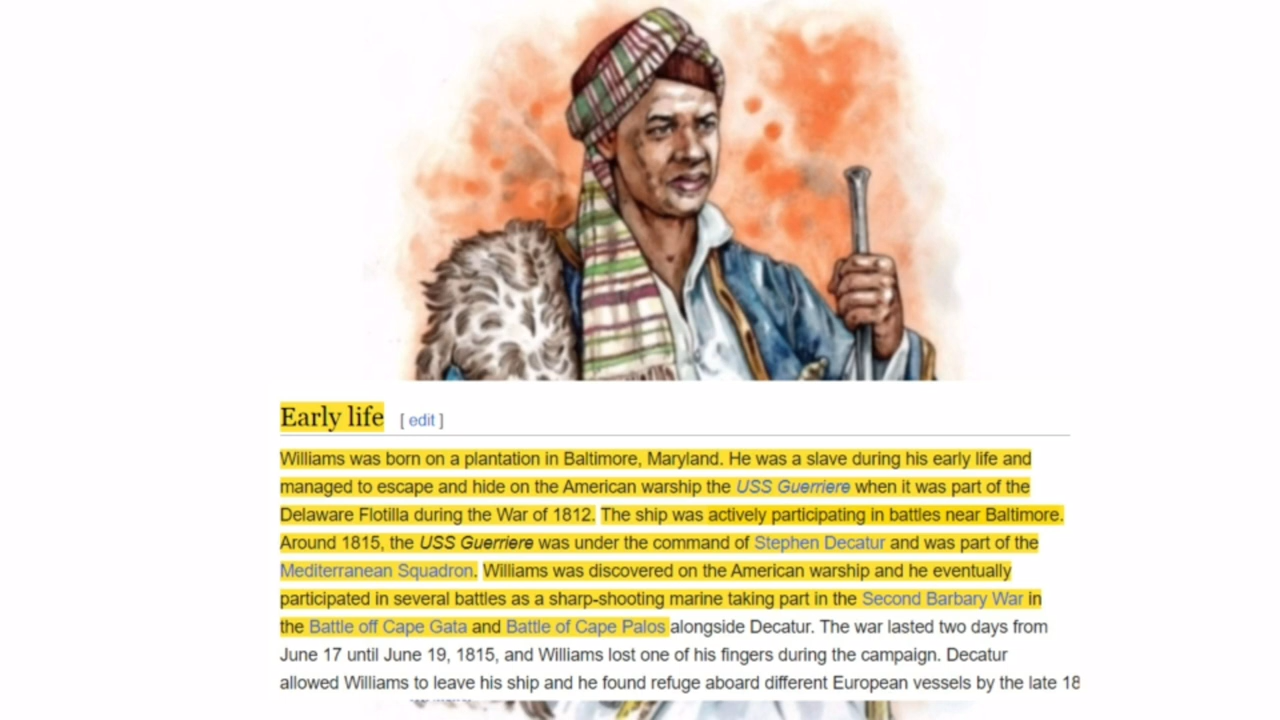 Early life [ edit ]
Williams was born on a plantation in Baltimore, Maryland. He was a slave during his early life and
managed to escape and hide on the American warship the USS Guerriere when it was part of the
Delaware Flotilla during the War of 1812. The ship was actively participating in battles near Baltimore.
Around 1815, the USS Guerriere was under the command of Stephen Decatur and was part of the
Mediterranean Squadron. Williams was discovered on the American warship and he eventually
participated in several battles as a sharp-shooting marine taking part in the Second Barbary War in
the Battle off Cape Gata and Battle of Cape Palos alongside Decatur. The war lasted two days from
June 17 until June 19, 1815, and Williams lost one of his fingers during the campaign. Decatur
allowed Williams to leave his ship and he found refuge aboard different European vessels by the late 18